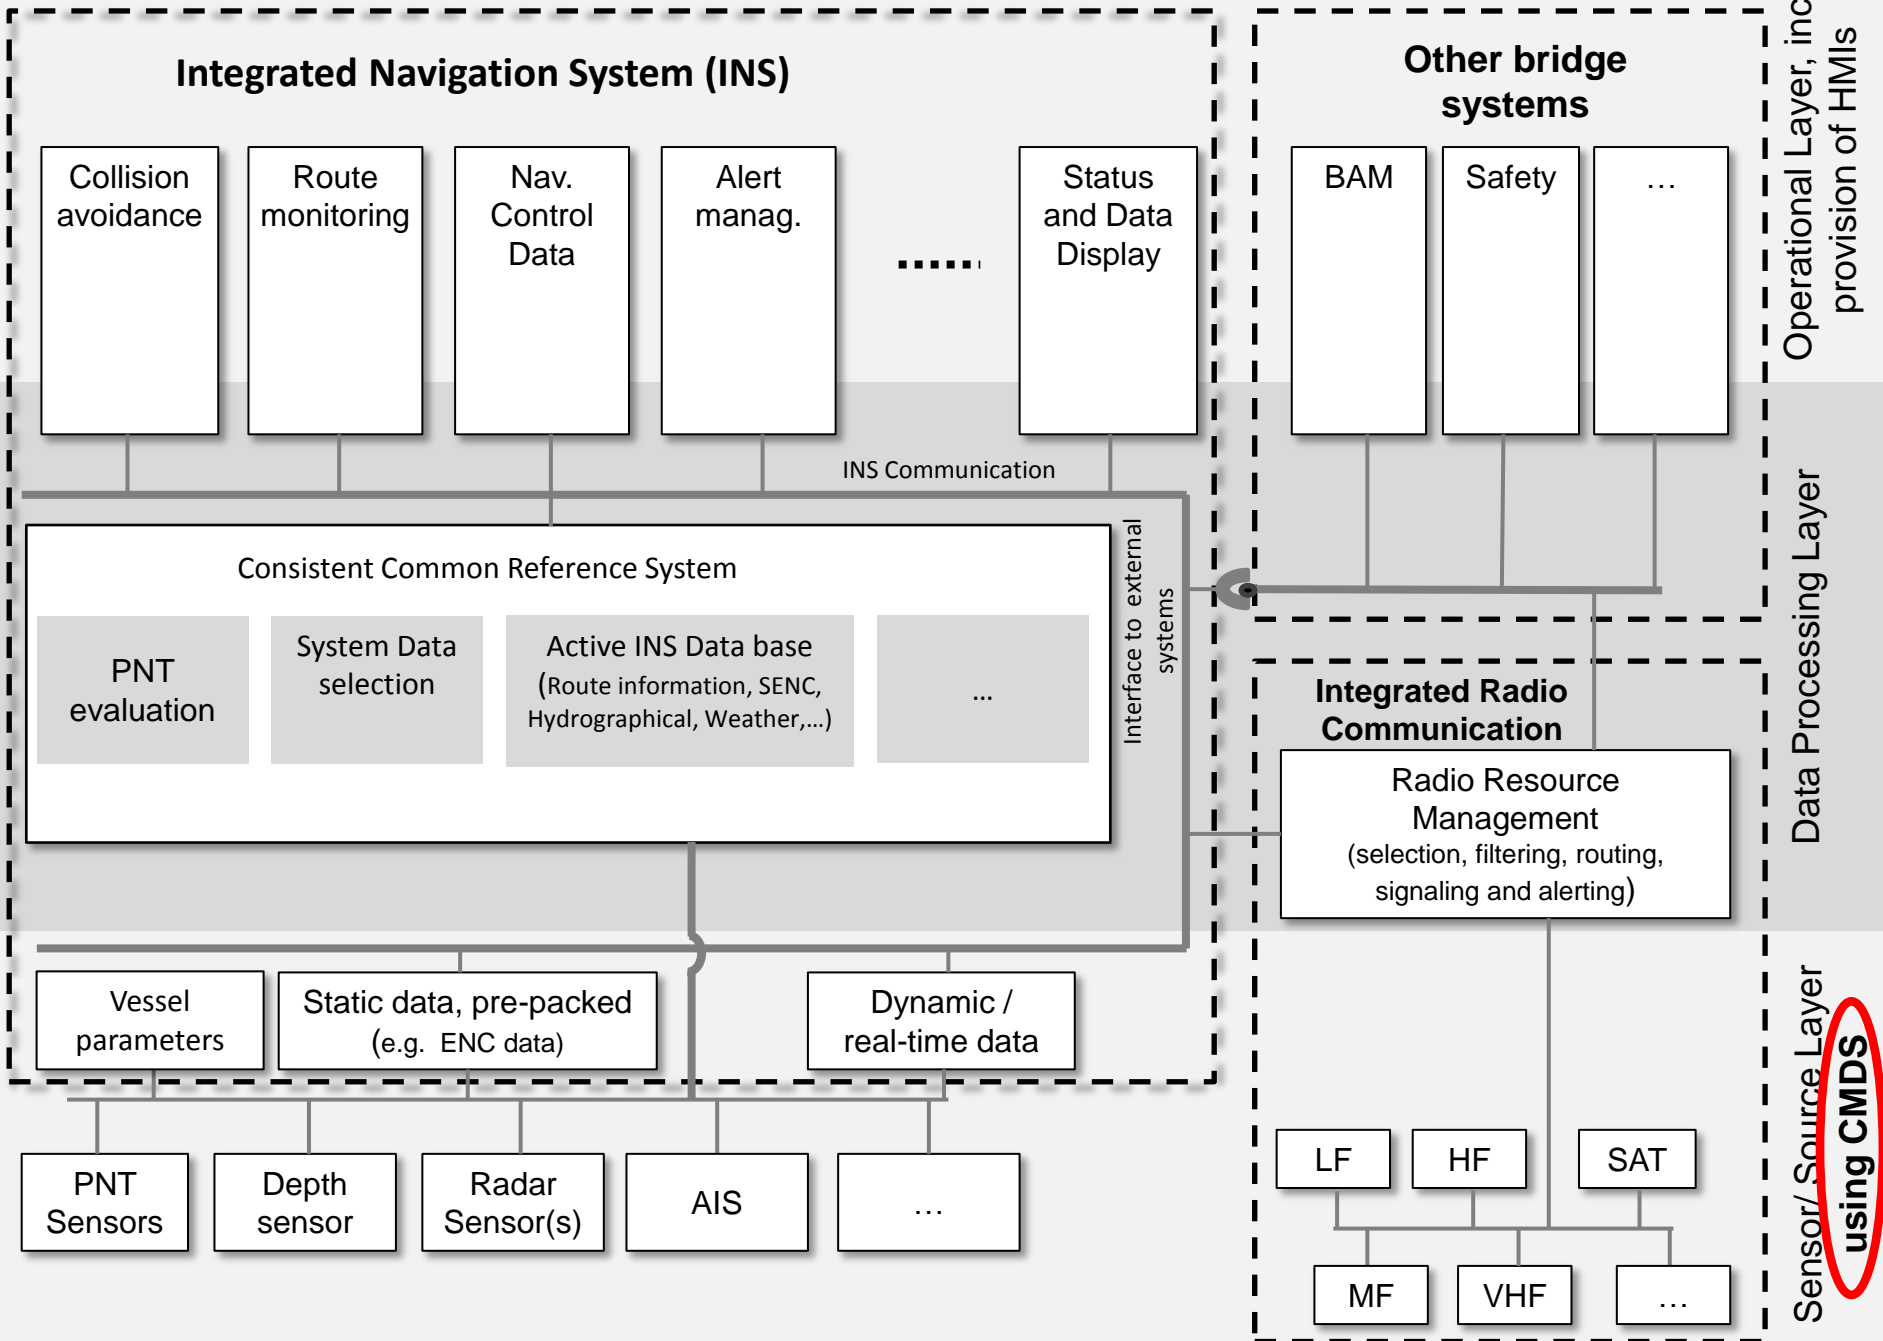 Integrated Navigation System (INS)
Collision
avoidance
Route
monitoring
Nav.
Control
Data
Alert
manag.
......
Status
and Data
Display
Other bridge
systems
BAM
Safety
…
Operational Layer, inc
provision of HMIs
INS Communication
Consistent Common Reference System
PNT
evaluation
System Data
selection
Active INS Data base
(Route information, SENC,
Hydrographical, Weather,...)
...
Interface to external
systems
Data Processing Layer
Integrated Radio
Communication
Radio Resource
Management
(selection, filtering, routing,
signaling and alerting)
Vessel
parameters
Static data, pre-packed
(e.g. ENC data)
Dynamic /
real-time data
PNT
Sensors
Depth
sensor
Radar
Sensor(s)
AIS
…
LF
HF
SAT
MF
VHF
…
Sensor/ Source Layer
using CMDS